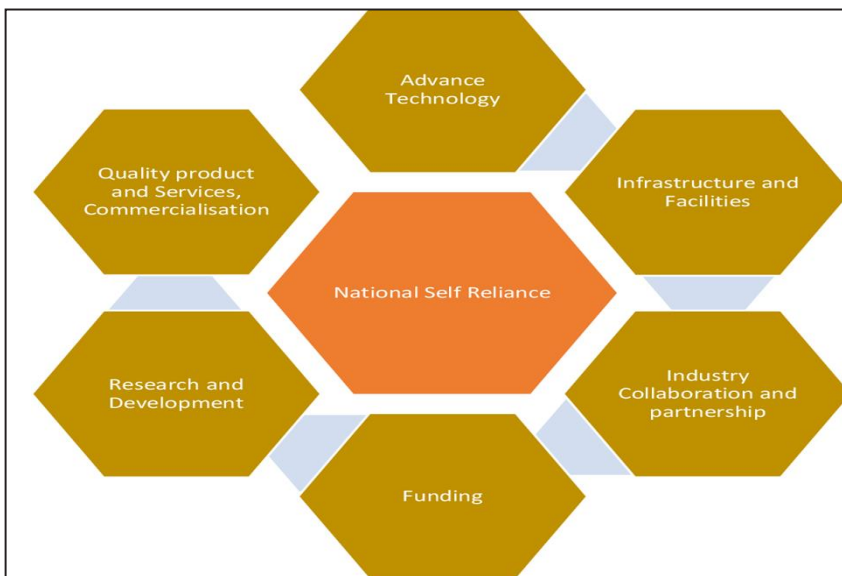 Advance
Technology
Infrastructure and
Facilities
Industry
Collaboration and
partnership
Funding
Research and
Development
Quality product
and Services,
Commercialisation
National Self Reliance